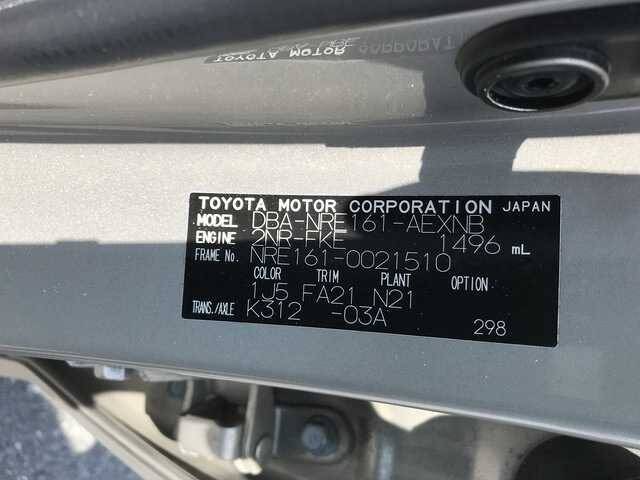 TOYOTA MOTOR CORPORATION JAPAN
MODEL DBA-NRE161-AEXNB
ENGINE 2NR-FKE 1496 mL
FRAME No. NRE161-0021510
COLOR TRIM PLANT OPTION
1J5 FA21 N21
TRANS./AXLE K312 -03A
298